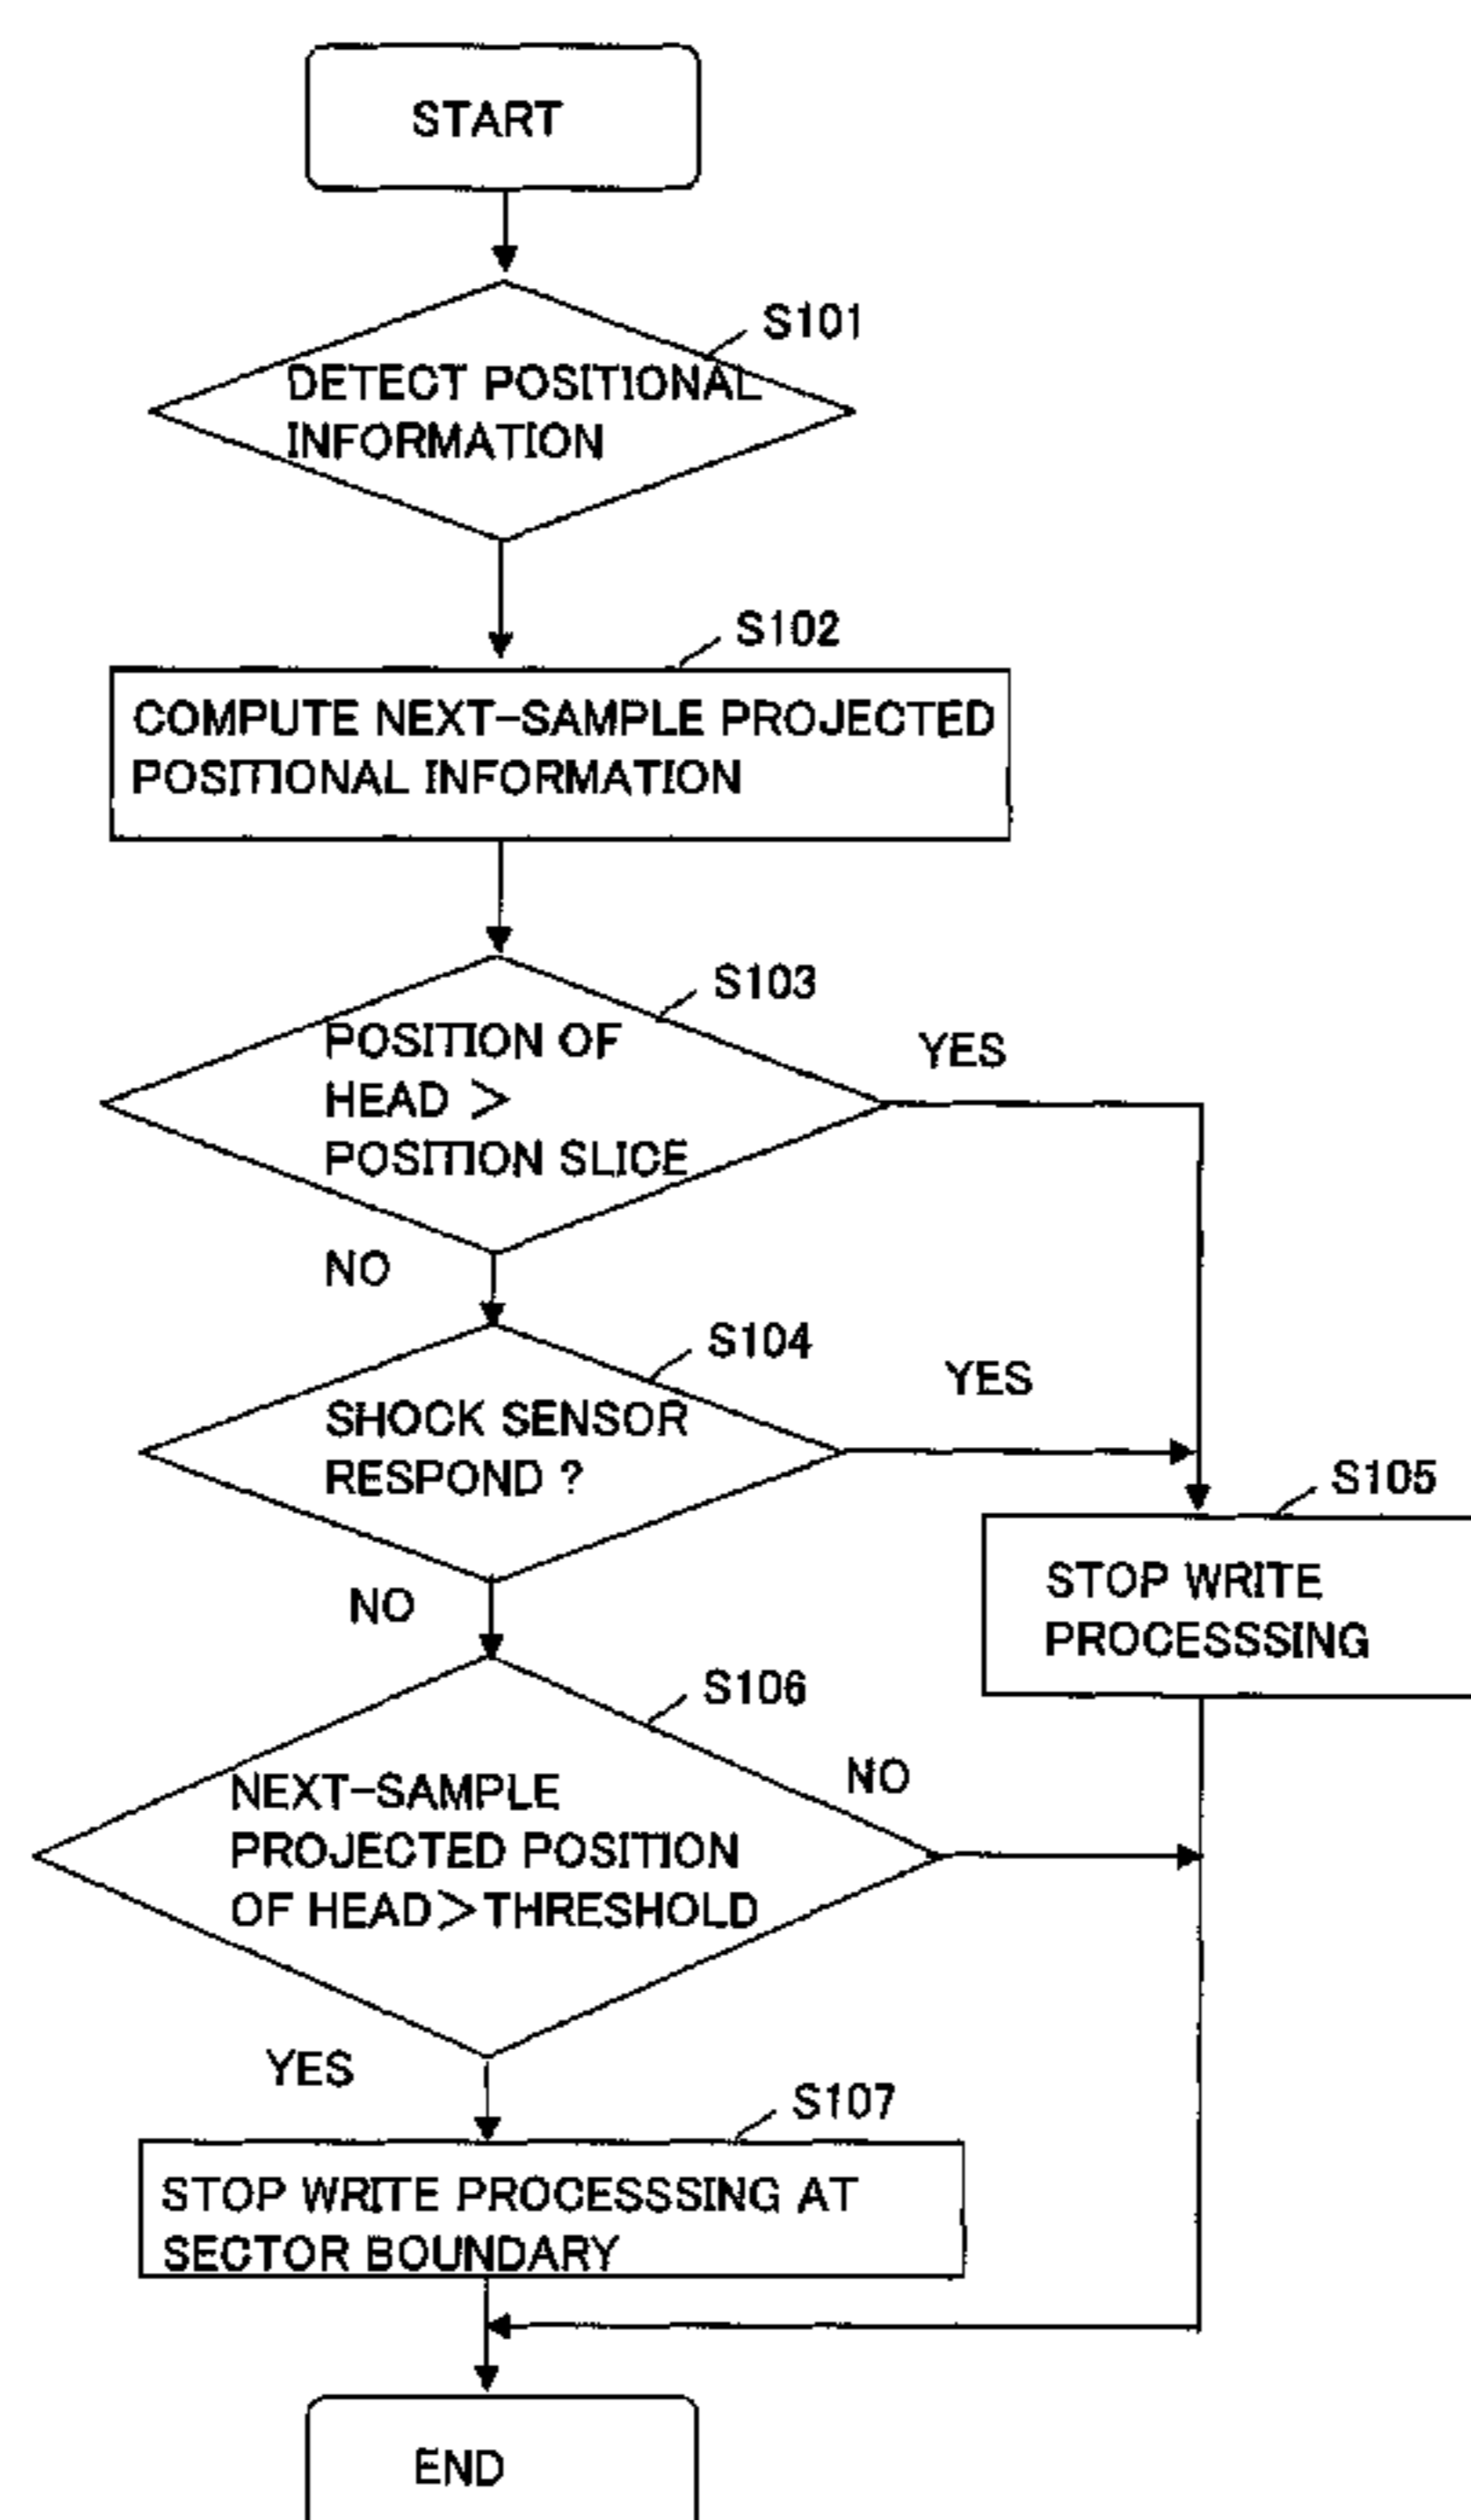 START
S101
DETECT POSITIONAL
INFORMATION
S102
COMPUTE NEXT-SAMPLE PROJECTED
POSITIONAL INFORMATION
S103
POSITION OF
HEAD >
POSITION SLICE
YES
NO
S104
SHOCK SENSOR
RESPOND ?
YES
NO
S105
STOP WRITE
PROCESSSING
S106
NEXT-SAMPLE
PROJECTED POSITION
OF HEAD>THRESHOLD
NO
YES
S107
STOP WRITE PROCESSSING AT
SECTOR BOUNDARY
END